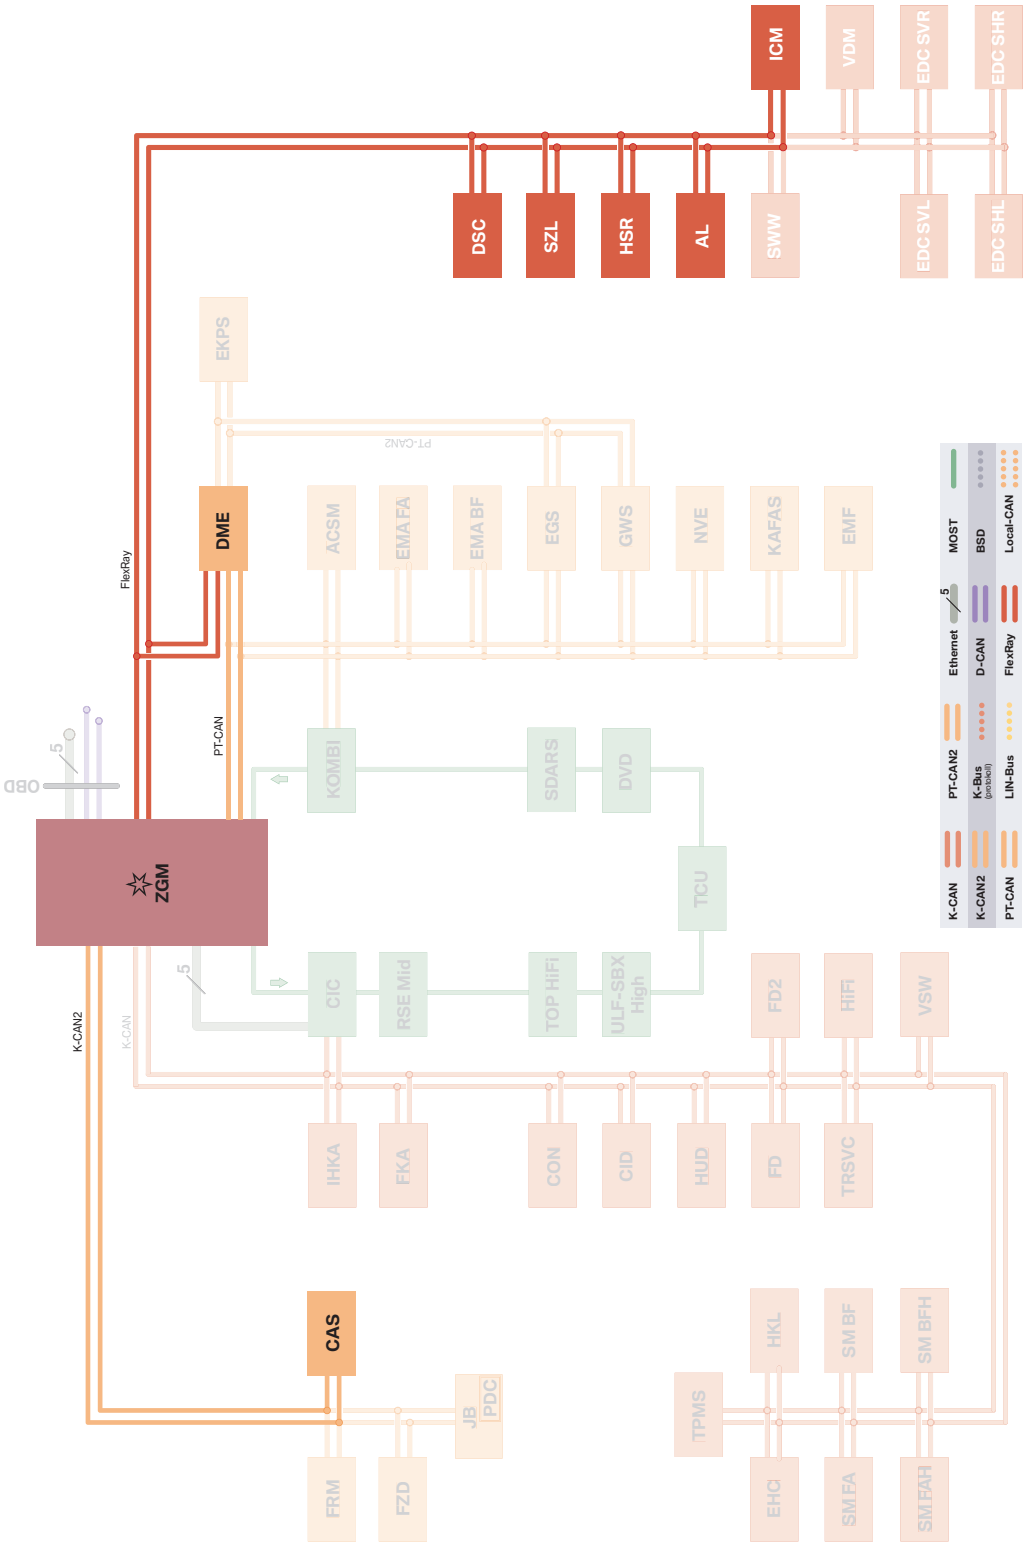 ICM
VDM
EDC SVR
EDC SHR
DSC
SZL
HSR
AL
SWW
EDC SVL
EDC SHL
EKPS
PT-CAN2
FlexRay
DME
ACSM
EMA FA
EMA BF
EGS
GWS
NVE
KAFAS
EMF
PT-CAN
OBD
5
KOMBI
SDARS
DVD
ZGM
TCU
5
CIC
RSE Mid
TOP HiFi
ULF-SBX
High
FD2
HiFi
VSW
K-CAN2
K-CAN
IHKA
FKA
CON
CID
HUD
FD
TRSVC
CAS
HKL
SM BF
SM BFH
JB
PDC
TPMS
FRM
FZD
EHC
SM FA
SM FAH
K-CAN
PT-CAN2
Ethernet
5
MOST
K-CAN2
K-Bus
(protokoll)
D-CAN
BSD
PT-CAN
LIN-Bus
FlexRay
Local-CAN